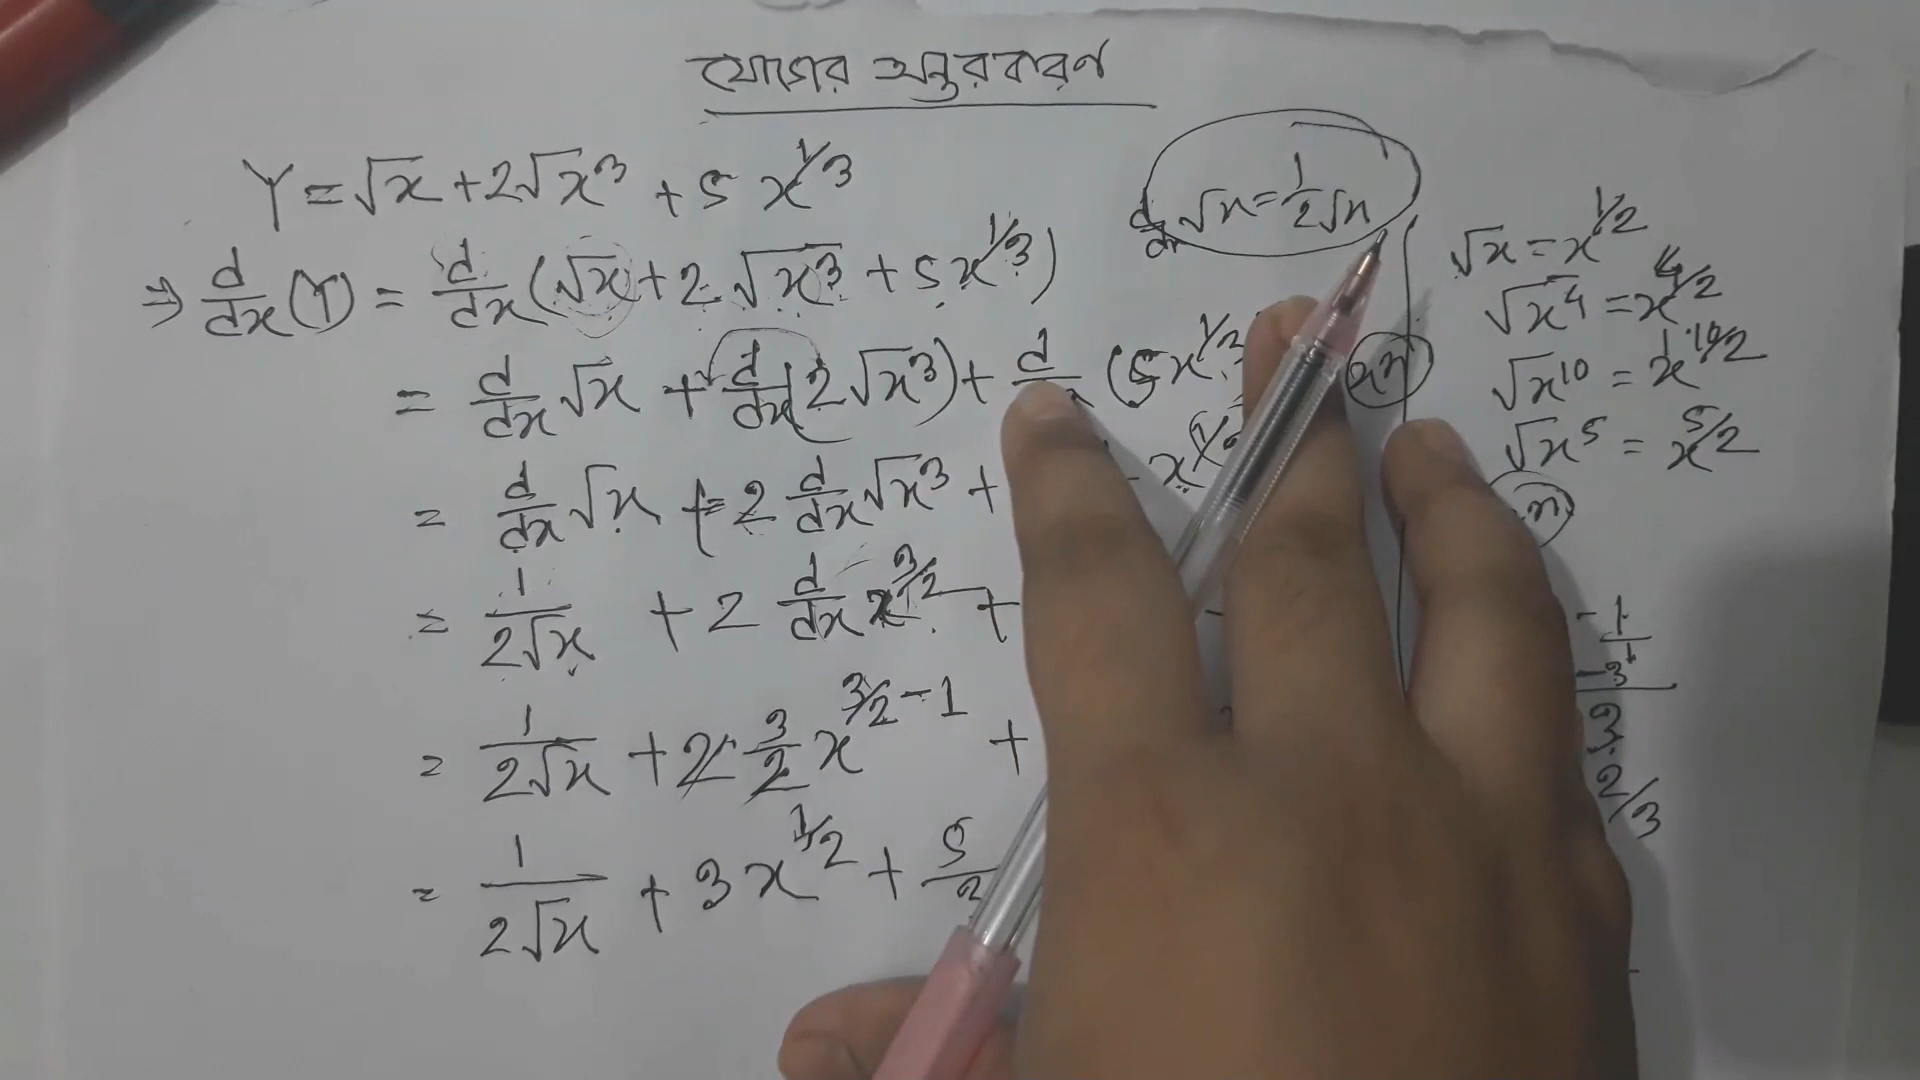 যোগের অন্তরকরণ
Y = √x + 2√x³ + 5x^1/3
d/dx √x = 1/2√x
⇒ d/dx (Y) = d/dx (√x + 2√x³ + 5x^1/3)
= d/dx √x + d/dx (2√x³) + d (5x^1/3
= d/dx √x + 2 d/dx √x³ + x^1/
= 1/2√x + 2 d/dx x^3/2 +
= 1/2√x + 2 3/2 x^3/2-1 +
= 1/2√x + 3x^1/2 + 5
√x = x^1/2
√x⁴ = x^4/2
√x¹⁰ = x^10/2
√x⁵ = x^5/2
2/3